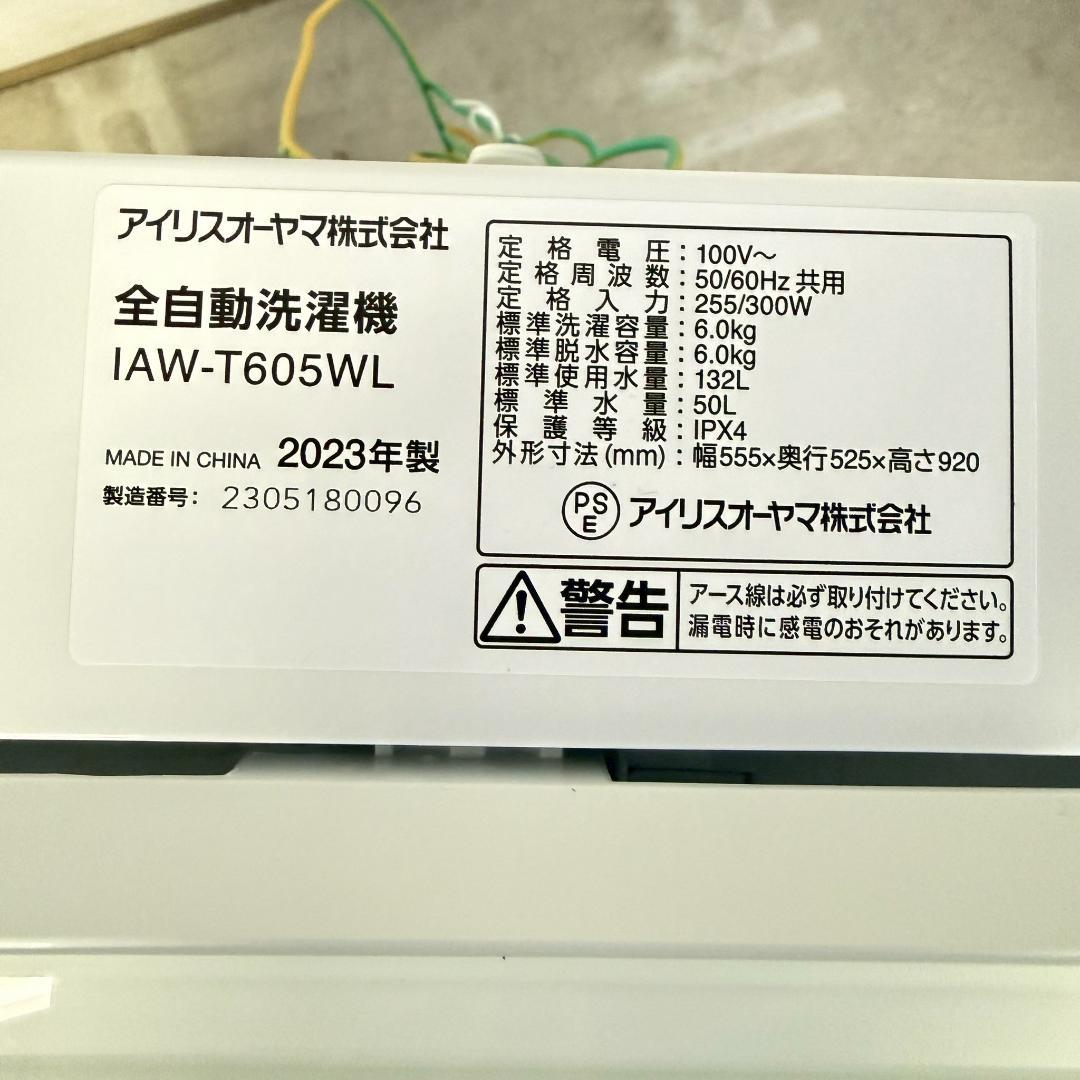 アイリスオーヤマ株式会社
全自動洗濯機
IAW-T605WL
MADE IN CHINA 2023年製
製造番号: 2305180096
定格電圧:100V～
定格周波数:50/60Hz共用
定格入力:255/300W
標準洗濯容量:6.0kg
標準脱水容量:6.0kg
標準使用水量:132L
標準水量:50L
保護等級:IPX4
外形寸法(mm):幅555×奥行525×高さ920
PSE アイリスオーヤマ株式会社
警告
アース線は必ず取り付けてください。
漏電時に感電のおそれがあります。